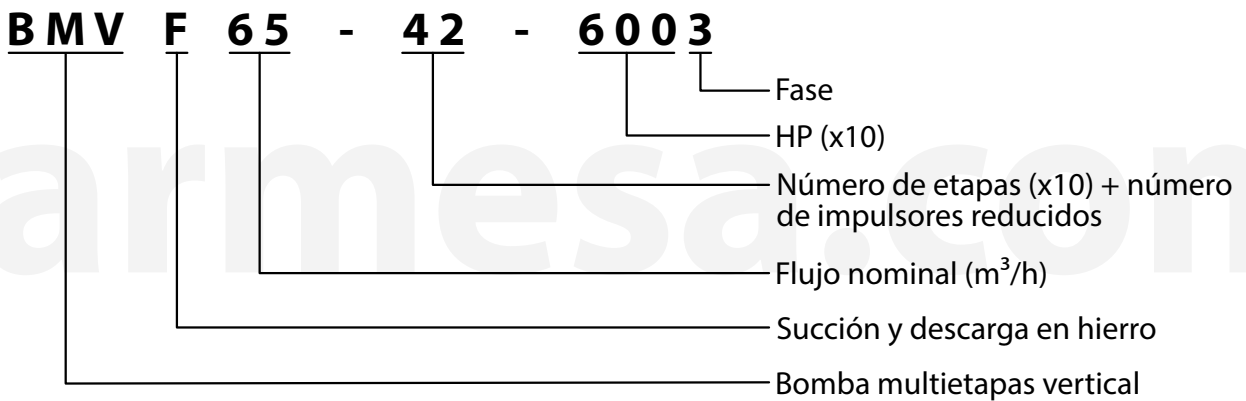 BMV F 65 - 42 - 6003
Fase
HP (x10)
Número de etapas (x10) + número
de impulsores reducidos
Flujo nominal (m³/h)
Succión y descarga en hierro
Bomba multietapas vertical
armesa.com